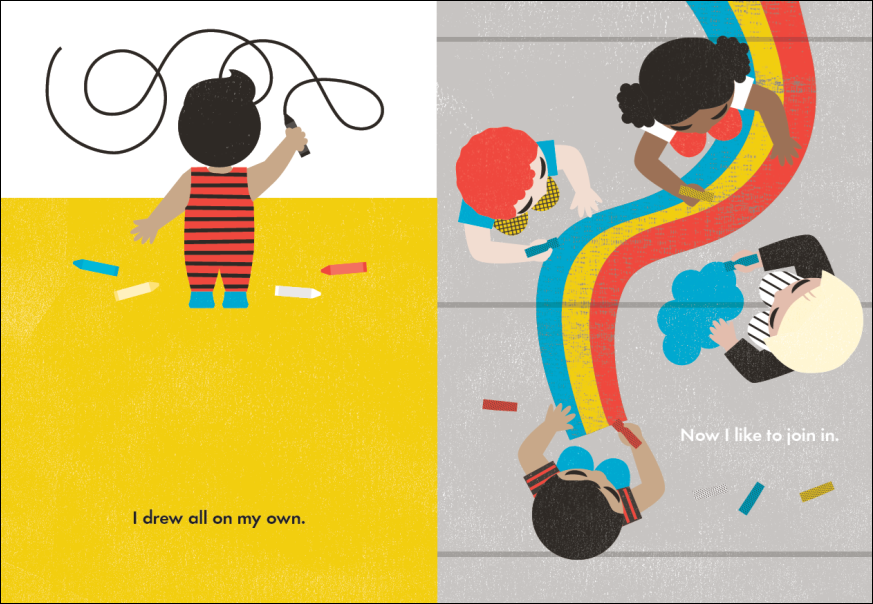 I drew all on my own.
Now I like to join in.